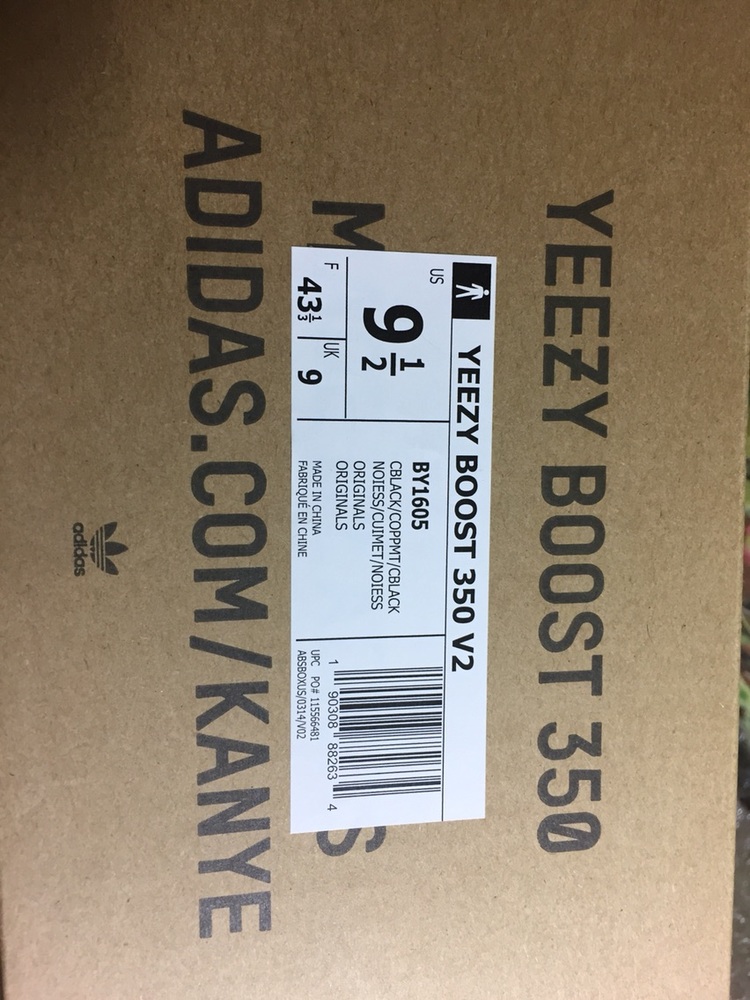 YEEZY BOOST 350
YEEZY BOOST 350 V2
US
9 1/2
F
43 1/3
UK
9
BY1605
CBLACK/COPPMT/CBLACK
NOIESS/CUIMET/NOIESS
ORIGINALS
ORIGINALS
MADE IN CHINA
FABRIQUÉ EN CHINE
1 90308 88263 4
UPC PO# 115566481
ABSBOXUS/0314/V02
M S
ADIDAS.COM/KANYE
adidas